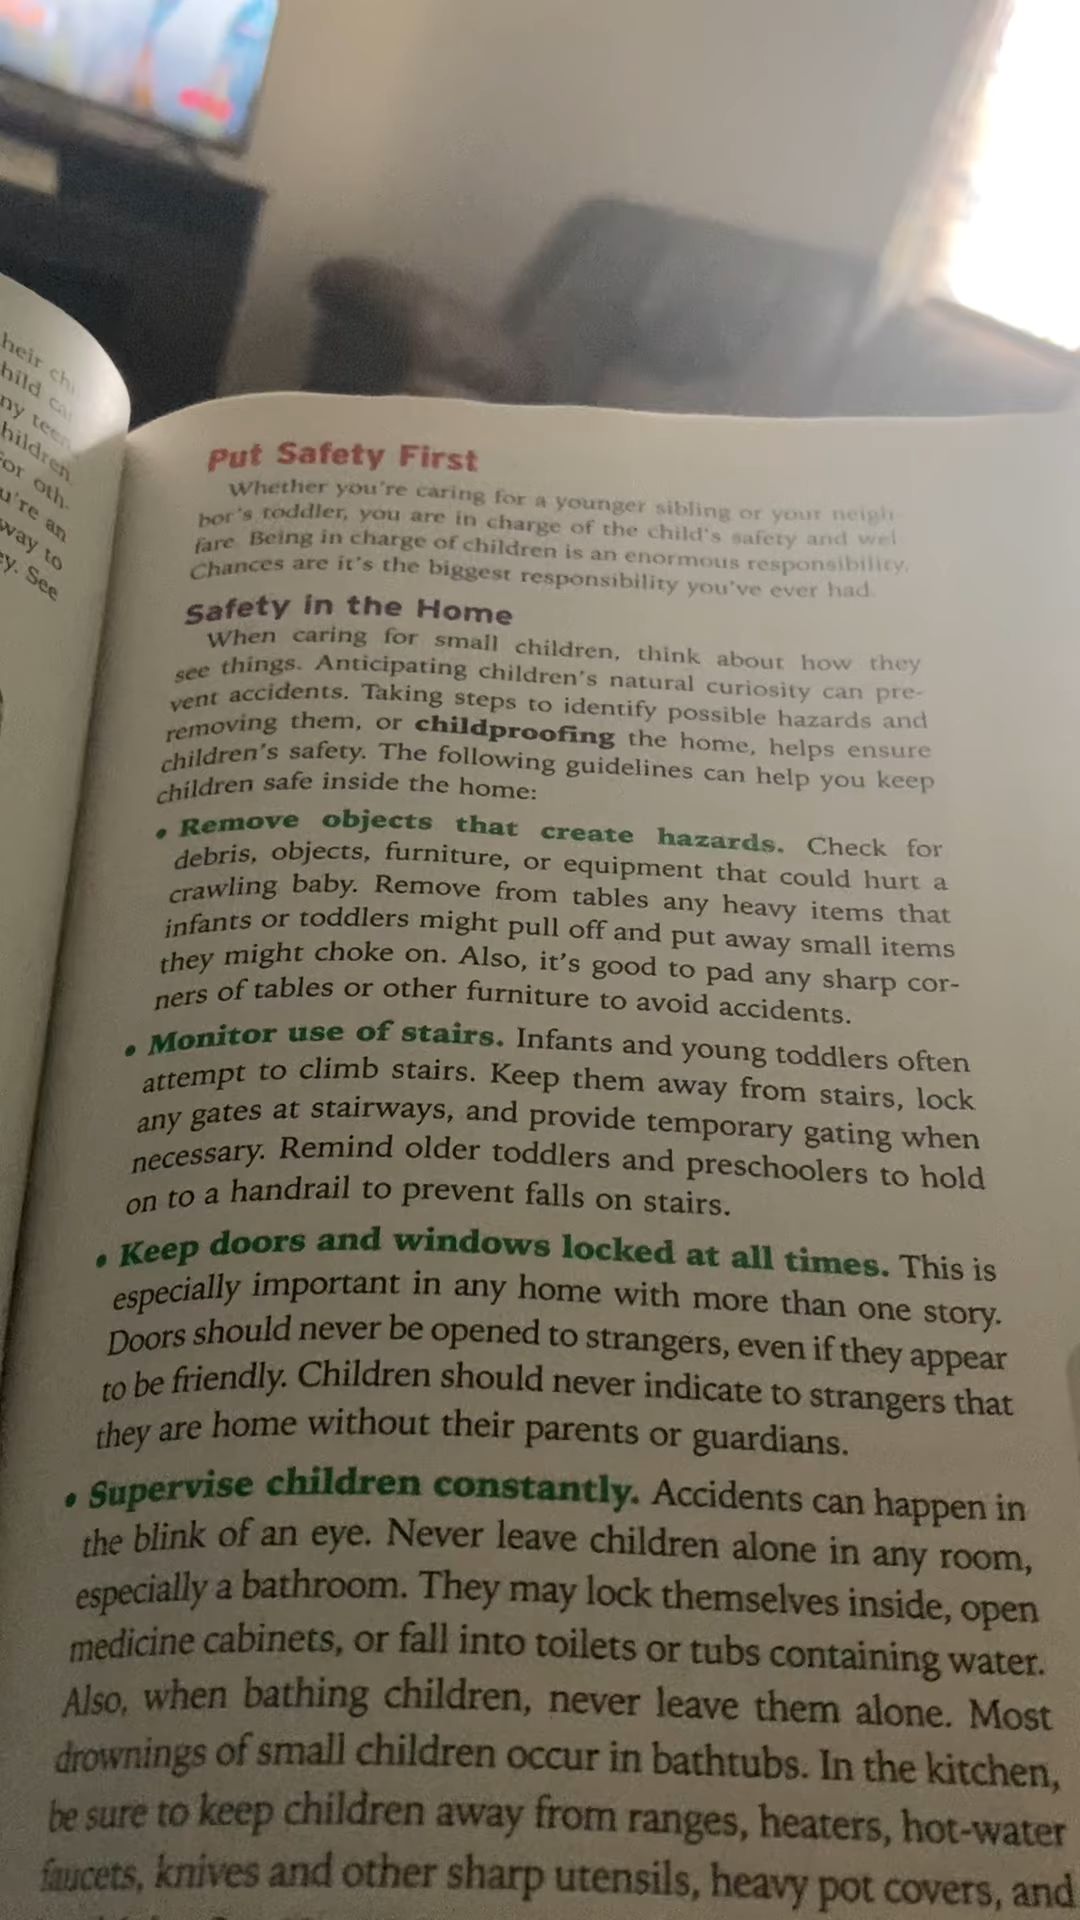 heir chi
hild car
ny teen
hildren.
or oth-
u're an
way to
ey. See
Put Safety First
Whether you're caring for a younger sibling or your neigh-
bor's toddler, you are in charge of the child's safety and wel-
fare. Being in charge of children is an enormous responsibility.
Chances are it's the biggest responsibility you've ever had.
Safety in the Home
When caring for small children, think about how they
see things. Anticipating children's natural curiosity can pre-
vent accidents. Taking steps to identify possible hazards and
removing them, or childproofing the home, helps ensure
children's safety. The following guidelines can help you keep
children safe inside the home:
• Remove objects that create hazards. Check for
debris, objects, furniture, or equipment that could hurt a
crawling baby. Remove from tables any heavy items that
infants or toddlers might pull off and put away small items
they might choke on. Also, it's good to pad any sharp cor-
ners of tables or other furniture to avoid accidents.
• Monitor use of stairs. Infants and young toddlers often
attempt to climb stairs. Keep them away from stairs, lock
any gates at stairways, and provide temporary gating when
necessary. Remind older toddlers and preschoolers to hold
on to a handrail to prevent falls on stairs.
• Keep doors and windows locked at all times. This is
especially important in any home with more than one story.
Doors should never be opened to strangers, even if they appear
to be friendly. Children should never indicate to strangers that
they are home without their parents or guardians.
• Supervise children constantly. Accidents can happen in
the blink of an eye. Never leave children alone in any room,
especially a bathroom. They may lock themselves inside, open
medicine cabinets, or fall into toilets or tubs containing water.
Also, when bathing children, never leave them alone. Most
drownings of small children occur in bathtubs. In the kitchen,
be sure to keep children away from ranges, heaters, hot-water
faucets, knives and other sharp utensils, heavy pot covers, and